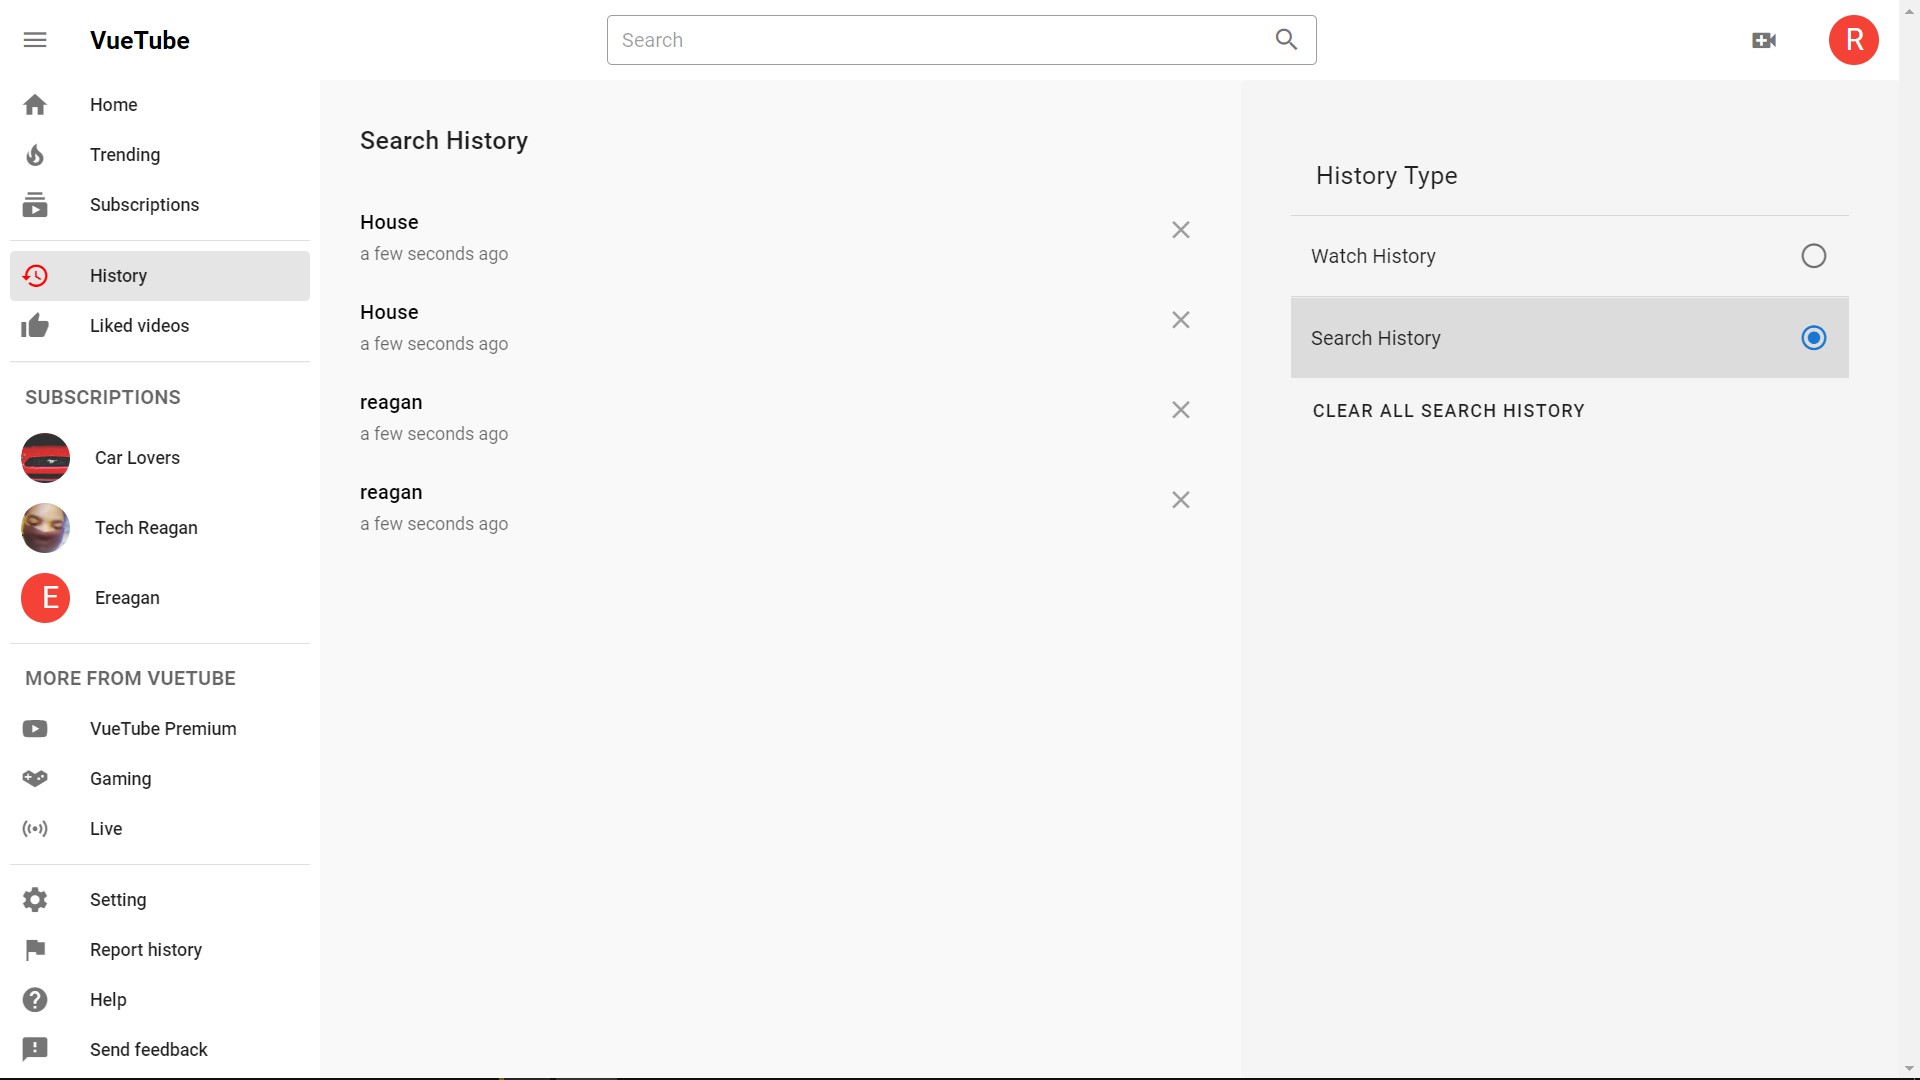 VueTube
Search
R
Home
Trending
Subscriptions
History
Liked videos
SUBSCRIPTIONS
Car Lovers
Tech Reagan
E
Ereagan
MORE FROM VUETUBE
VueTube Premium
Gaming
Live
Setting
Report history
Help
Send feedback
Search History
House
a few seconds ago
House
a few seconds ago
reagan
a few seconds ago
reagan
a few seconds ago
History Type
Watch History
Search History
CLEAR ALL SEARCH HISTORY